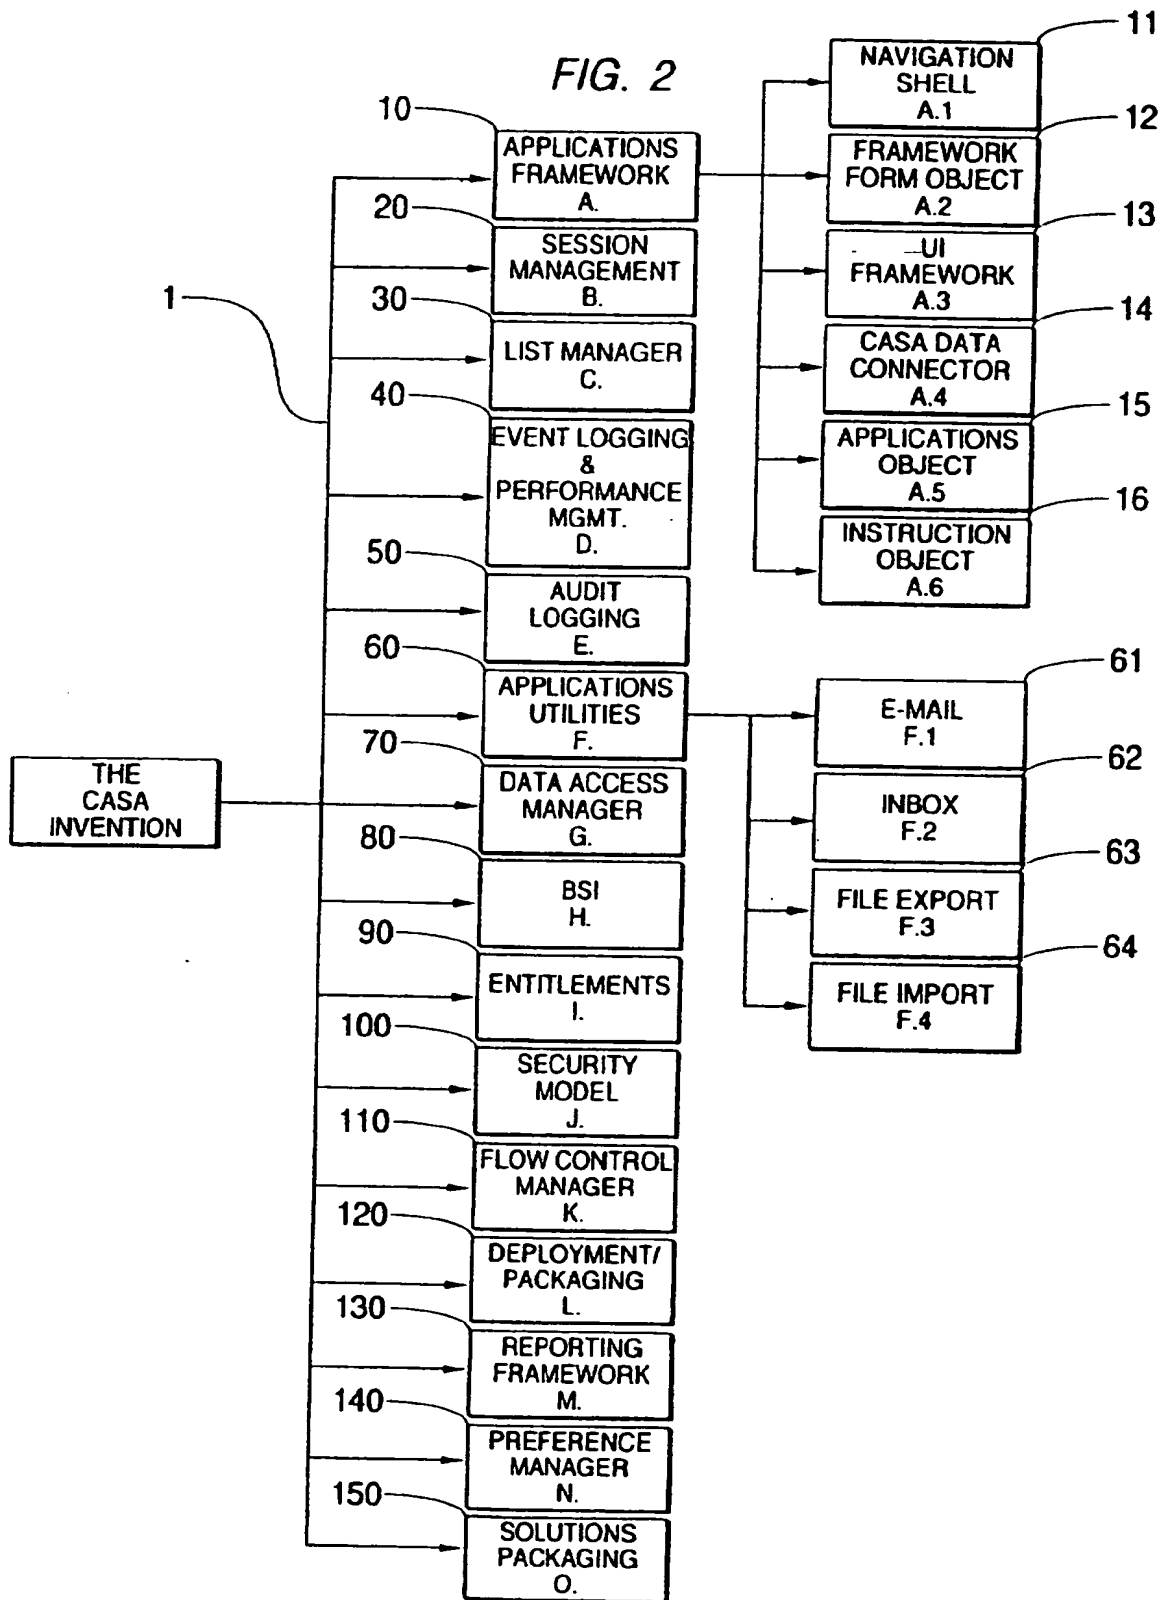 FIG. 2
1
THE
CASA
INVENTION
10
APPLICATIONS
FRAMEWORK
A.
20
SESSION
MANAGEMENT
B.
30
LIST MANAGER
C.
40
EVENT LOGGING
&
PERFORMANCE
MGMT.
D.
50
AUDIT
LOGGING
E.
60
APPLICATIONS
UTILITIES
F.
70
DATA ACCESS
MANAGER
G.
80
BSI
H.
90
ENTITLEMENTS
I.
100
SECURITY
MODEL
J.
110
FLOW CONTROL
MANAGER
K.
120
DEPLOYMENT/
PACKAGING
L.
130
REPORTING
FRAMEWORK
M.
140
PREFERENCE
MANAGER
N.
150
SOLUTIONS
PACKAGING
O.
11
NAVIGATION
SHELL
A.1
12
FRAMEWORK
FORM OBJECT
A.2
13
UI
FRAMEWORK
A.3
14
CASA DATA
CONNECTOR
A.4
15
APPLICATIONS
OBJECT
A.5
16
INSTRUCTION
OBJECT
A.6
61
E-MAIL
F.1
62
INBOX
F.2
63
FILE EXPORT
F.3
64
FILE IMPORT
F.4